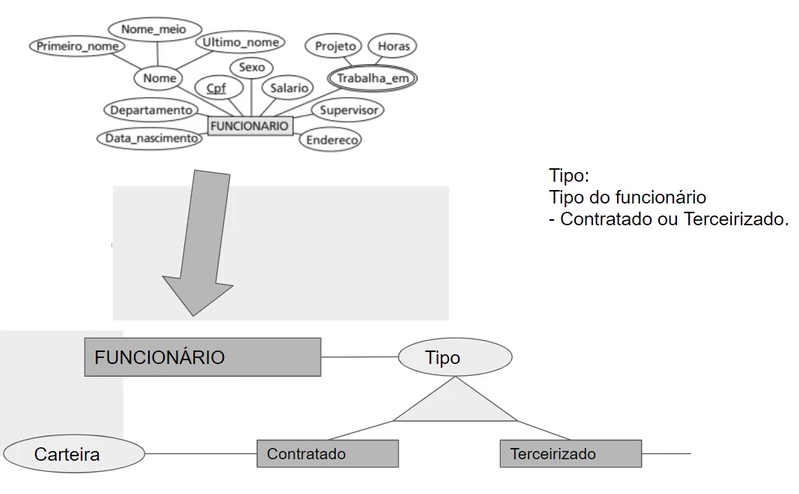 Nome_meio
Primeiro_nome
Ultimo_nome
Projeto
Horas
Nome
Sexo
Trabalha_em
Cpf
Salario
Departamento
Supervisor
FUNCIONARIO
Data_nascimento
Endereco
Tipo:
Tipo do funcionário
- Contratado ou Terceirizado.
FUNCIONÁRIO
Tipo
Carteira
Contratado
Terceirizado